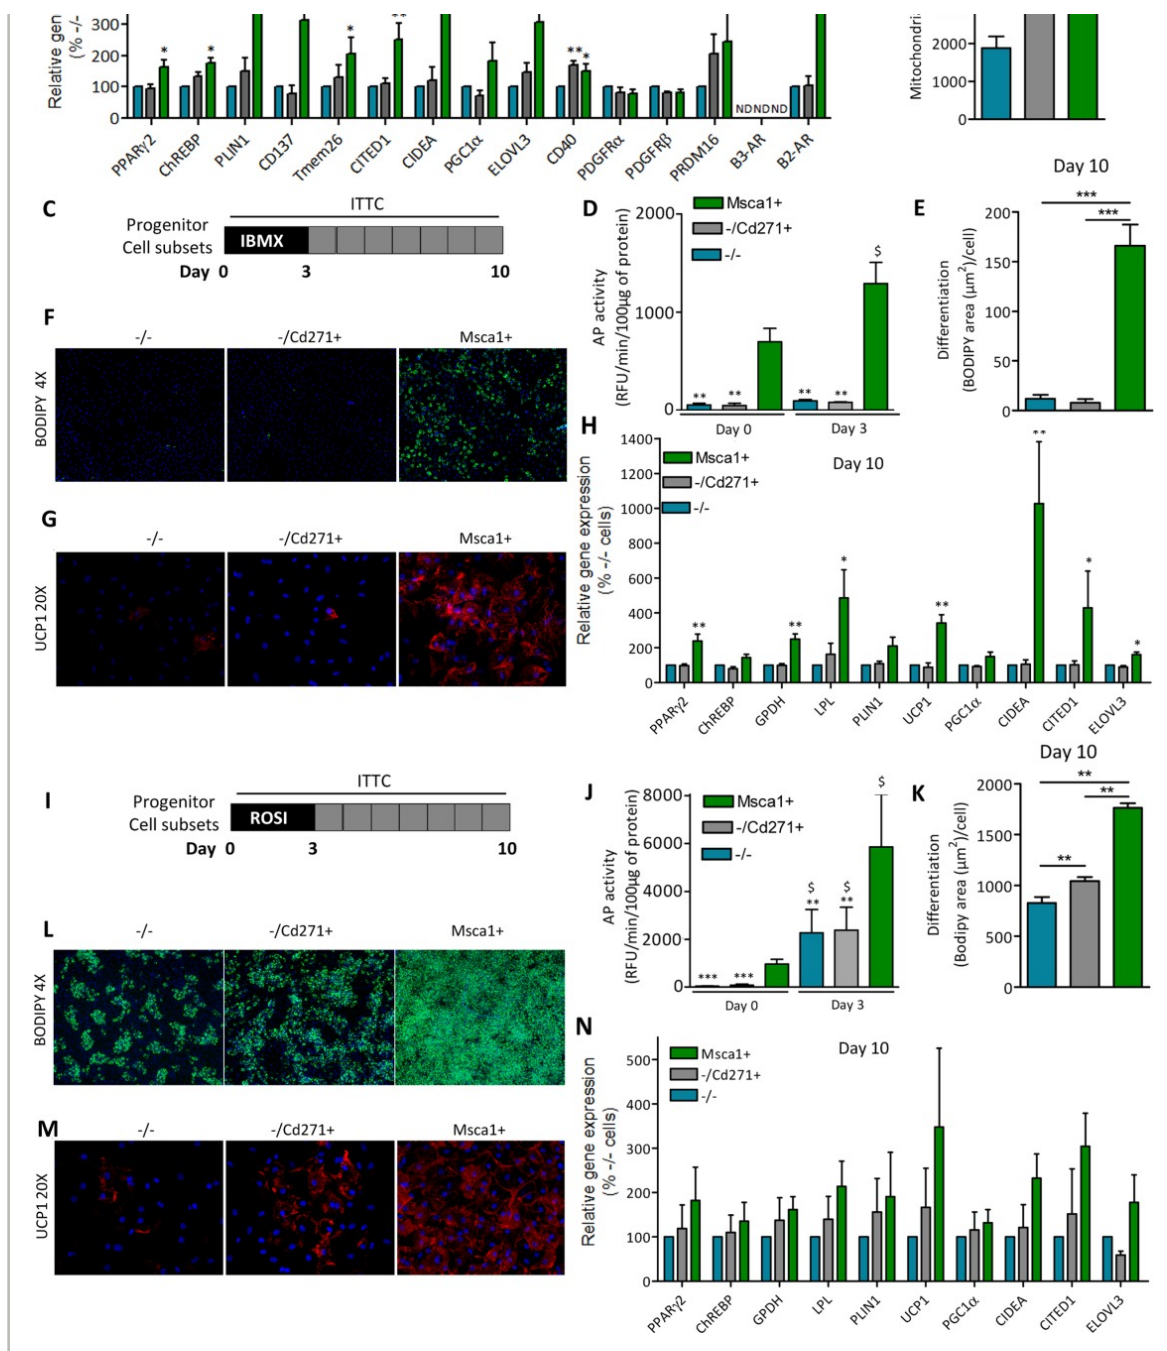 Relative gen
(% -/-
300
200
100
0
*
*
*
**
**
*
ND ND ND
PPARγ2
ChREBP
PLIN1
CD137
Tmem26
CITED1
CIDEA
PGC1α
ELOVL3
CD40
PDGFRα
PDGFRβ
PRDM16
B3-AR
B2-AR
Mitochondri
2000
1000
0
C
ITTC
Progenitor
Cell subsets
IBMX
Day 0 3 10
D
AP activity
(RFU/min/100µg of protein)
2000
1000
0
Msca1+
-/Cd271+
-/-
** **
** **
$
Day 0 Day 3
E
Day 10
Differentiation
(BODIPY area (µm²)/cell)
200
150
100
50
0
***
***
F
-/- -/Cd271+ Msca1+
BODIPY 4X
G
-/- -/Cd271+ Msca1+
UCP1 20X
H
Relative gene expression
(% -/- cells)
1400
1200
1000
800
600
400
200
0
Msca1+
-/Cd271+
-/-
Day 10
**
**
*
**
**
*
*
PPARγ2
ChREBP
GPDH
LPL
PLIN1
UCP1
PGC1α
CIDEA
CITED1
ELOVL3
I
ITTC
Progenitor
Cell subsets
ROSI
Day 0 3 10
J
AP activity
(RFU/min/100µg of protein)
8000
6000
4000
2000
0
Msca1+
-/Cd271+
-/-
*** ***
$ $
** **
$
Day 0 Day 3
K
Day 10
Differentiation
(Bodipy area (µm²)/cell)
2000
1500
1000
500
0
**
**
**
L
-/- -/Cd271+ Msca1+
BODIPY 4X
M
-/- -/Cd271+ Msca1+
UCP1 20X
N
Relative gene expression
(% -/- cells)
500
400
300
200
100
0
Msca1+
-/Cd271+
-/-
Day 10
PPARγ2
ChREBP
GPDH
LPL
PLIN1
UCP1
PGC1α
CIDEA
CITED1
ELOVL3